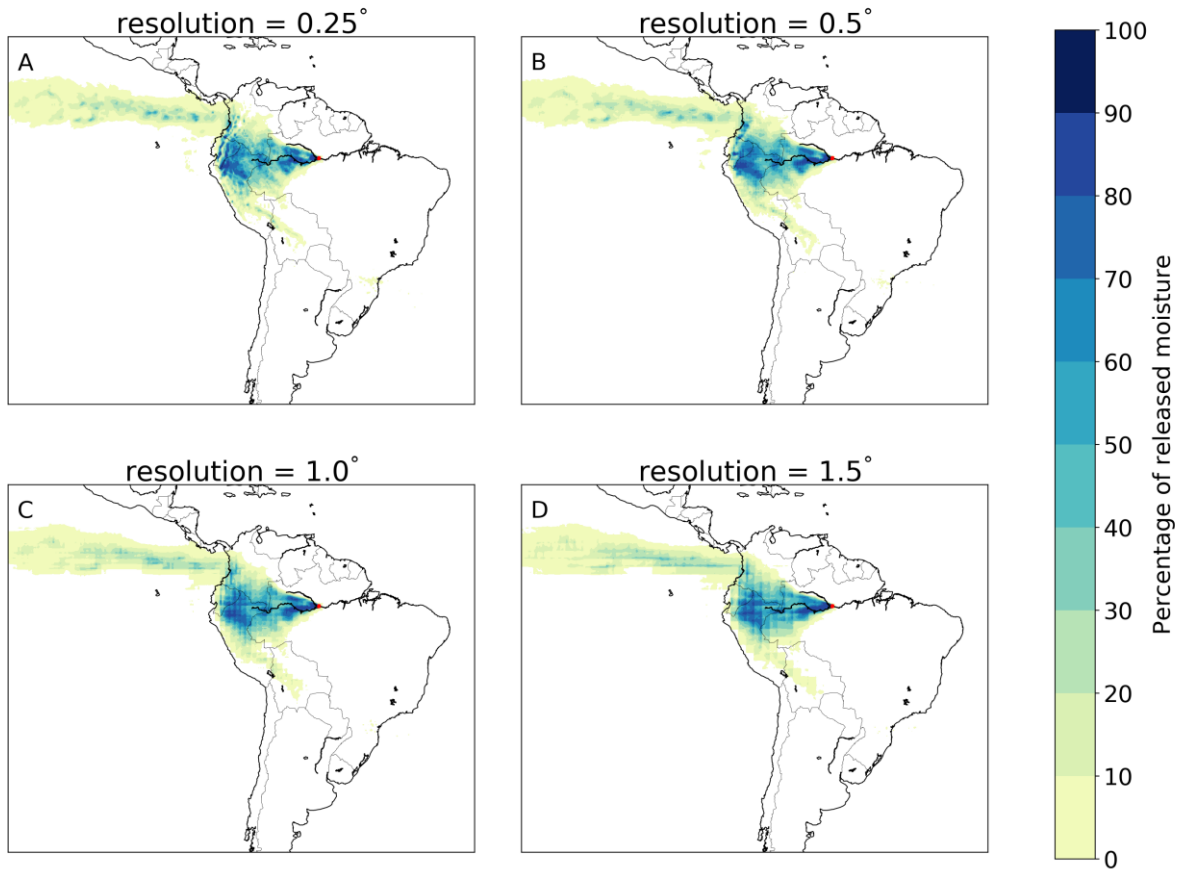 resolution = 0.25°
A
resolution = 0.5°
B
resolution = 1.0°
C
resolution = 1.5°
D
100
90
80
70
60
50
40
30
20
10
0
Percentage of released moisture